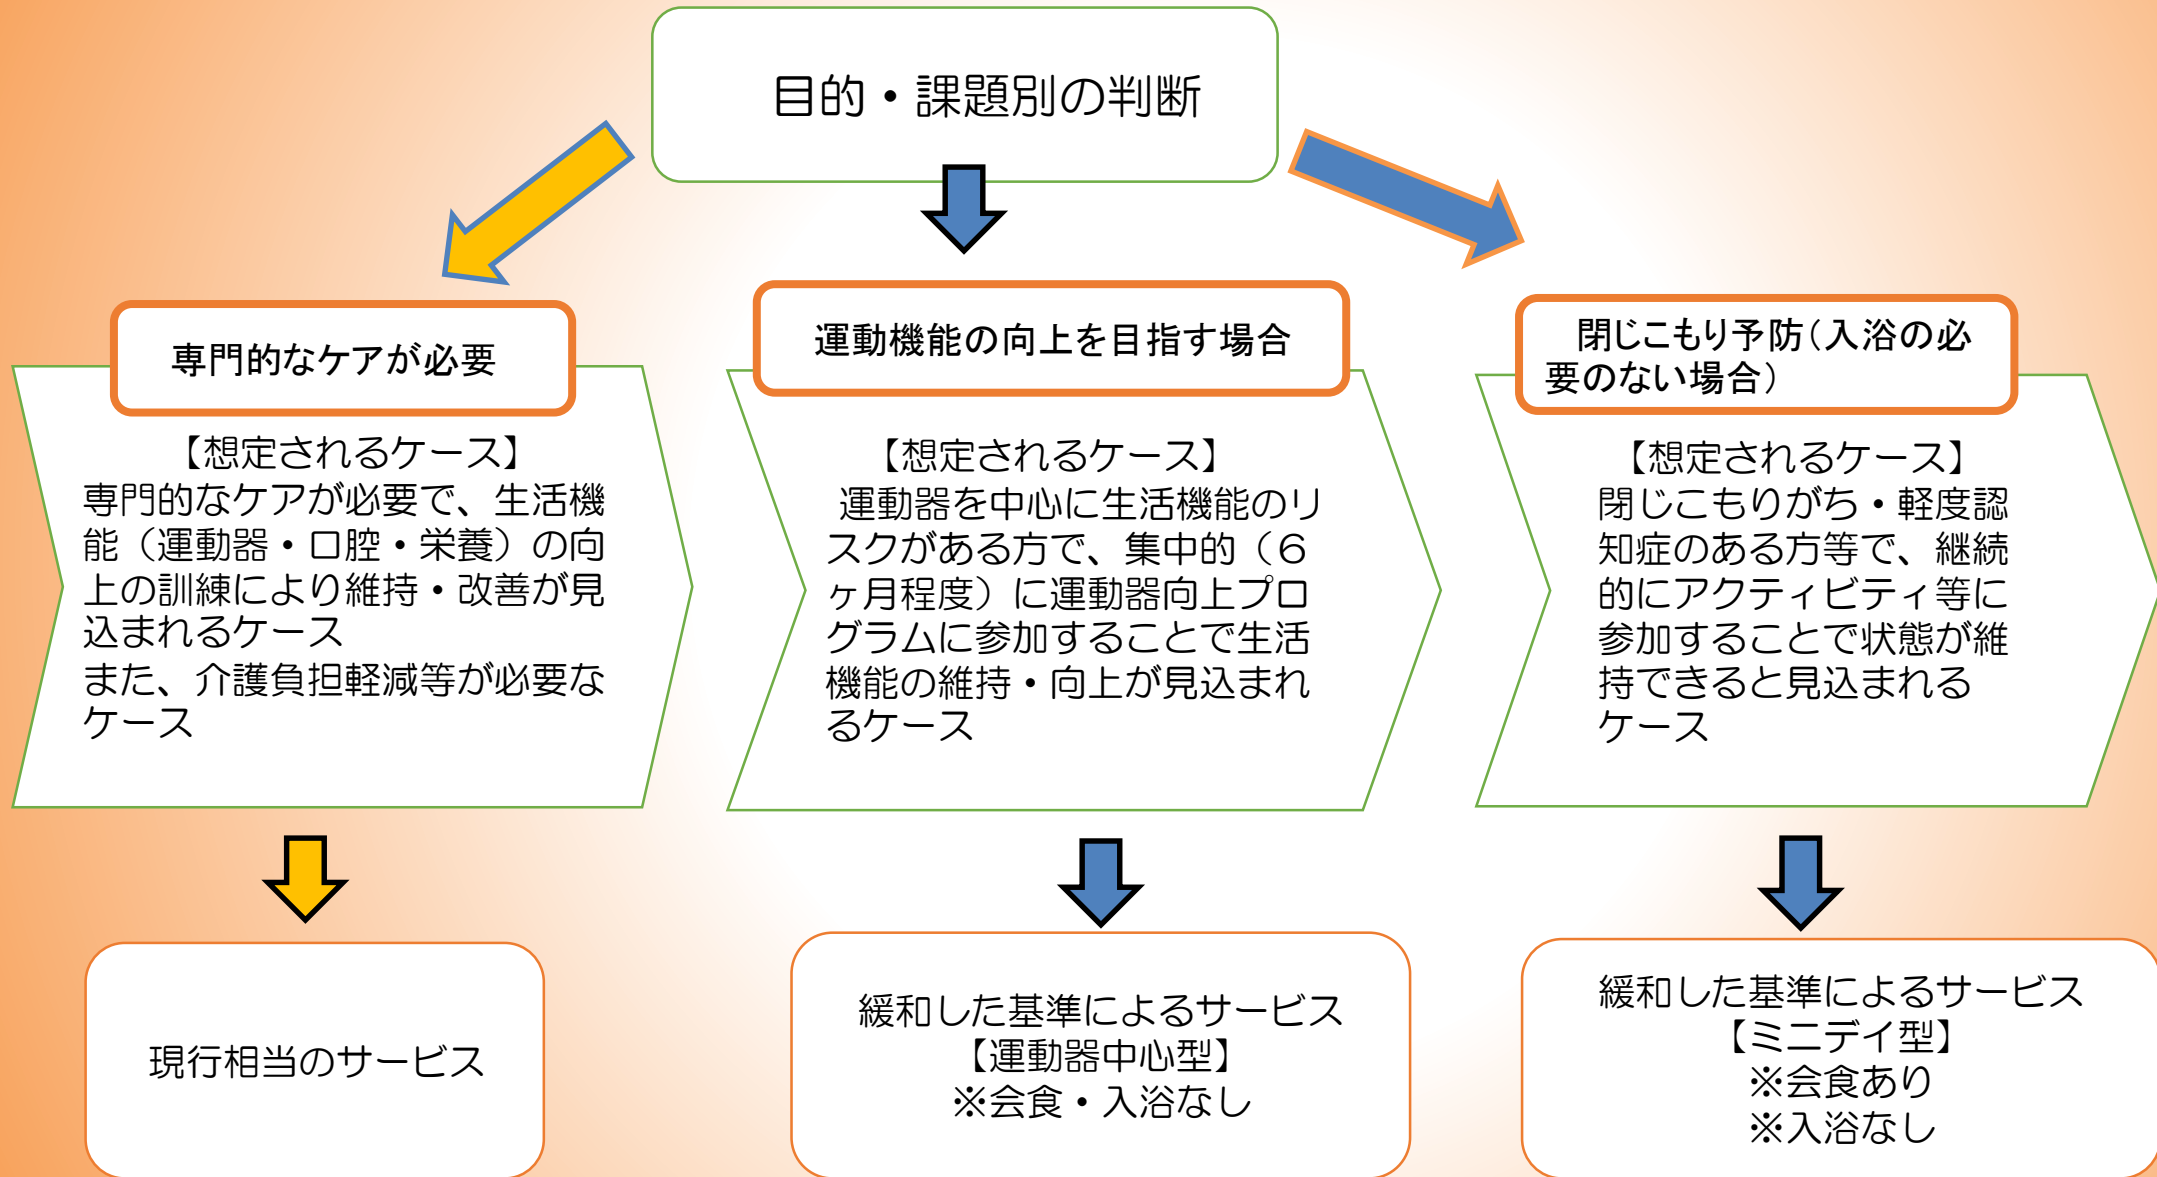 目的・課題別の判断
専門的なケアが必要
【想定されるケース】
専門的なケアが必要で、生活機
能（運動器・口腔・栄養）の向
上の訓練により維持・改善が見
込まれるケース
また、介護負担軽減等が必要な
ケース
現行相当のサービス
運動機能の向上を目指す場合
【想定されるケース】
運動器を中心に生活機能のリ
スクがある方で、集中的（６
ヶ月程度）に運動器向上プロ
グラムに参加することで生活
機能の維持・向上が見込まれ
るケース
緩和した基準によるサービス
【運動器中心型】
※会食・入浴なし
閉じこもり予防（入浴の必
要のない場合）
【想定されるケース】
閉じこもりがち・軽度認
知症のある方等で、継続
的にアクティビティ等に
参加することで状態が維
持できると見込まれる
ケース
緩和した基準によるサービス
【ミニデイ型】
※会食あり
※入浴なし